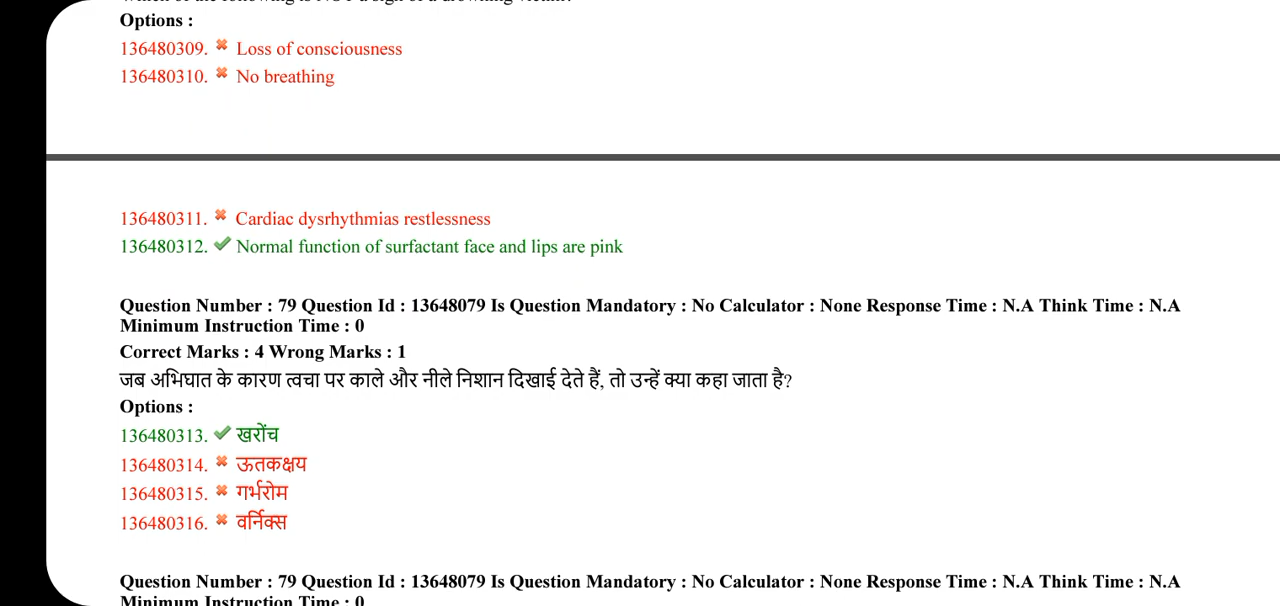 Options :
136480309. Loss of consciousness
136480310. No breathing
136480311. Cardiac dysrhythmias restlessness
136480312. Normal function of surfactant face and lips are pink
Question Number : 79 Question Id : 13648079 Is Question Mandatory : No Calculator : None Response Time : N.A Think Time : N.A
Minimum Instruction Time : 0
Correct Marks : 4 Wrong Marks : 1
जब अभिघात के कारण त्वचा पर काले और नीले निशान दिखाई देते हैं, तो उन्हें क्या कहा जाता है?
Options :
136480313. खरोंच
136480314. ऊतकक्षय
136480315. गर्भरोम
136480316. वर्निक्स
Question Number : 79 Question Id : 13648079 Is Question Mandatory : No Calculator : None Response Time : N.A Think Time : N.A
Minimum Instruction Time : 0